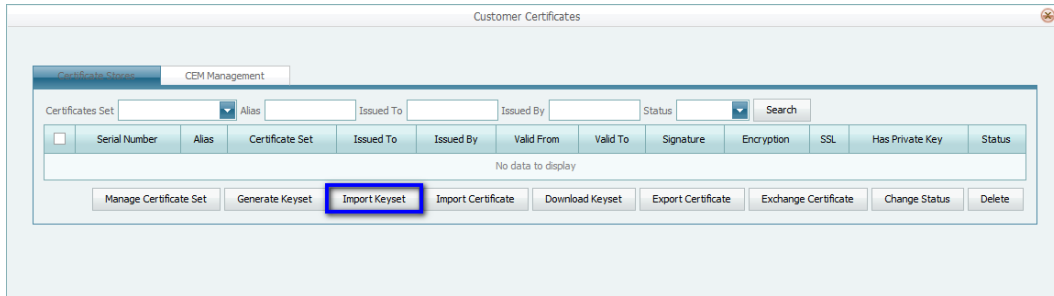 Customer Certificates
Certificate Stores CEM Management
Certificates Set Alias Issued To Issued By Status Search
Serial Number Alias Certificate Set Issued To Issued By Valid From Valid To Signature Encryption SSL Has Private Key Status
No data to display
Manage Certificate Set Generate Keyset Import Keyset Import Certificate Download Keyset Export Certificate Exchange Certificate Change Status Delete